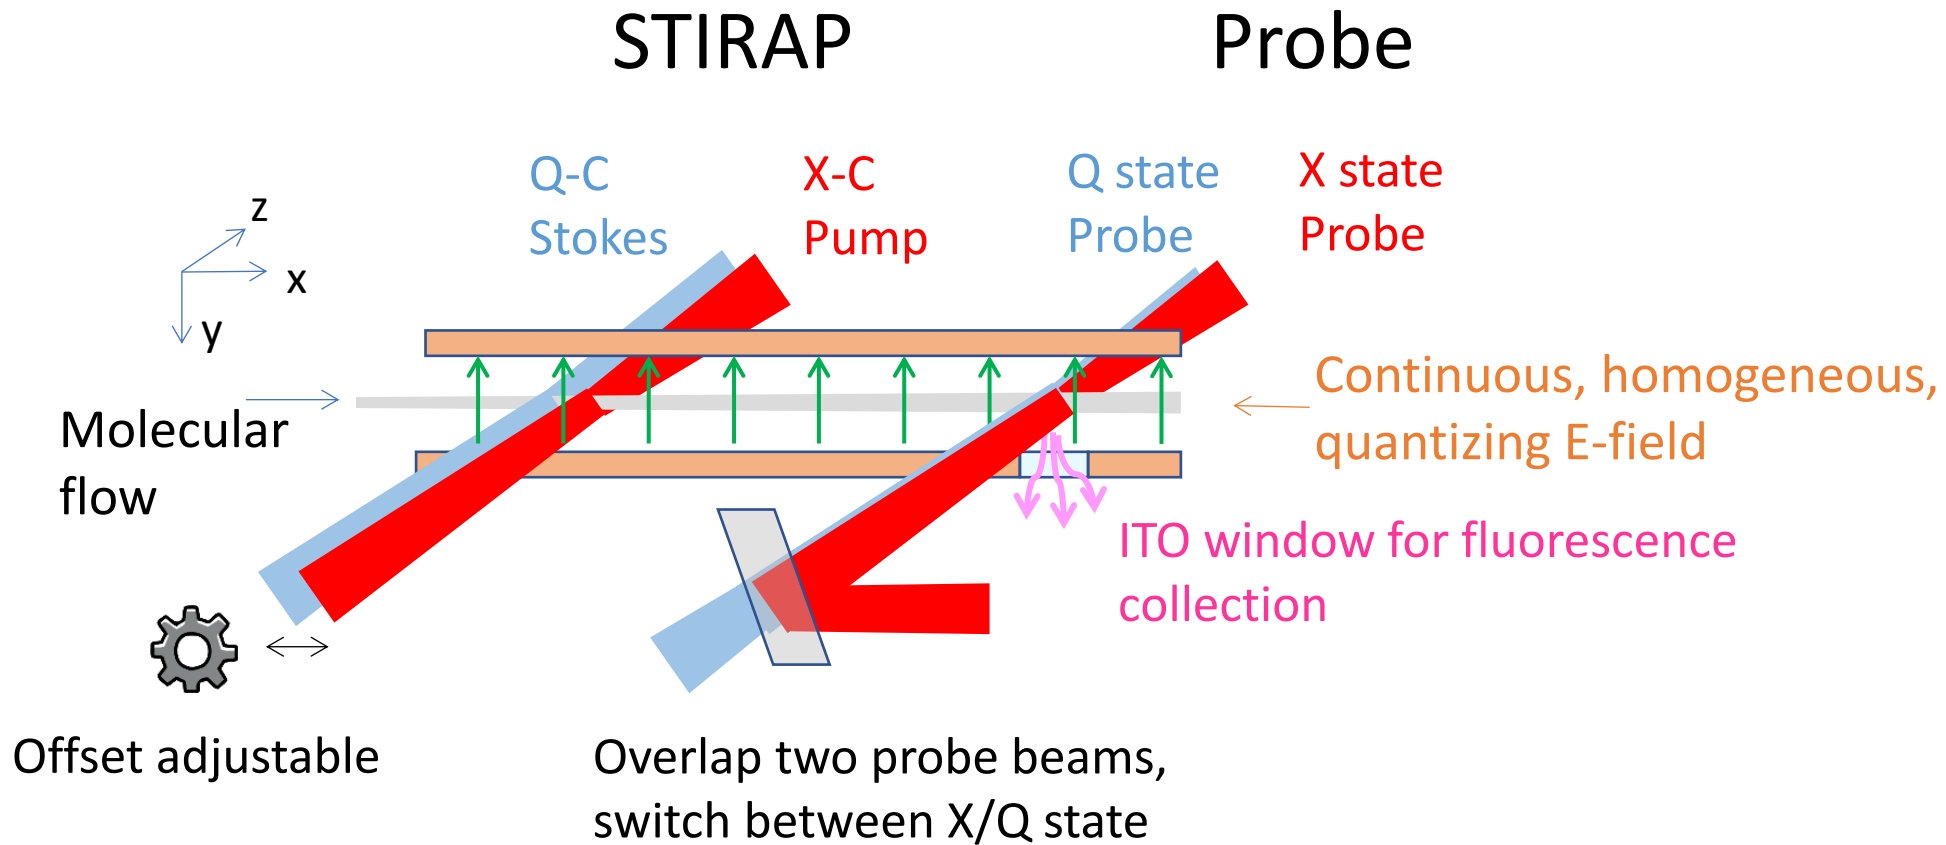 STIRAP
Probe
Q-C
Stokes
X-C
Pump
Q state
Probe
X state
Probe
z
x
y
Molecular
flow
Continuous, homogeneous,
quantizing E-field
ITO window for fluorescence
collection
Offset adjustable
Overlap two probe beams,
switch between X/Q state